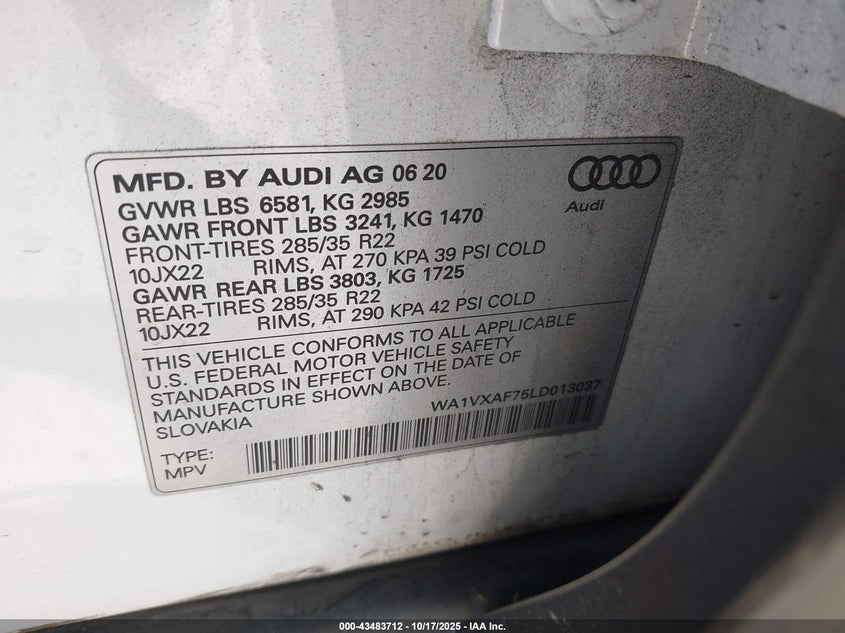 MFD. BY AUDI AG 06 20
Audi
GVWR LBS 6581, KG 2985
GAWR FRONT LBS 3241, KG 1470
FRONT-TIRES 285/35 R22
10JX22 RIMS, AT 270 KPA 39 PSI COLD
GAWR REAR LBS 3803, KG 1725
REAR-TIRES 285/35 R22
10JX22 RIMS, AT 290 KPA 42 PSI COLD
THIS VEHICLE CONFORMS TO ALL APPLICABLE
U.S. FEDERAL MOTOR VEHICLE SAFETY
STANDARDS IN EFFECT ON THE DATE OF
MANUFACTURE SHOWN ABOVE.
SLOVAKIA
WA1VXAF75LD013037
TYPE:
MPV
000-43483712 - 10/17/2025 - IAA Inc.